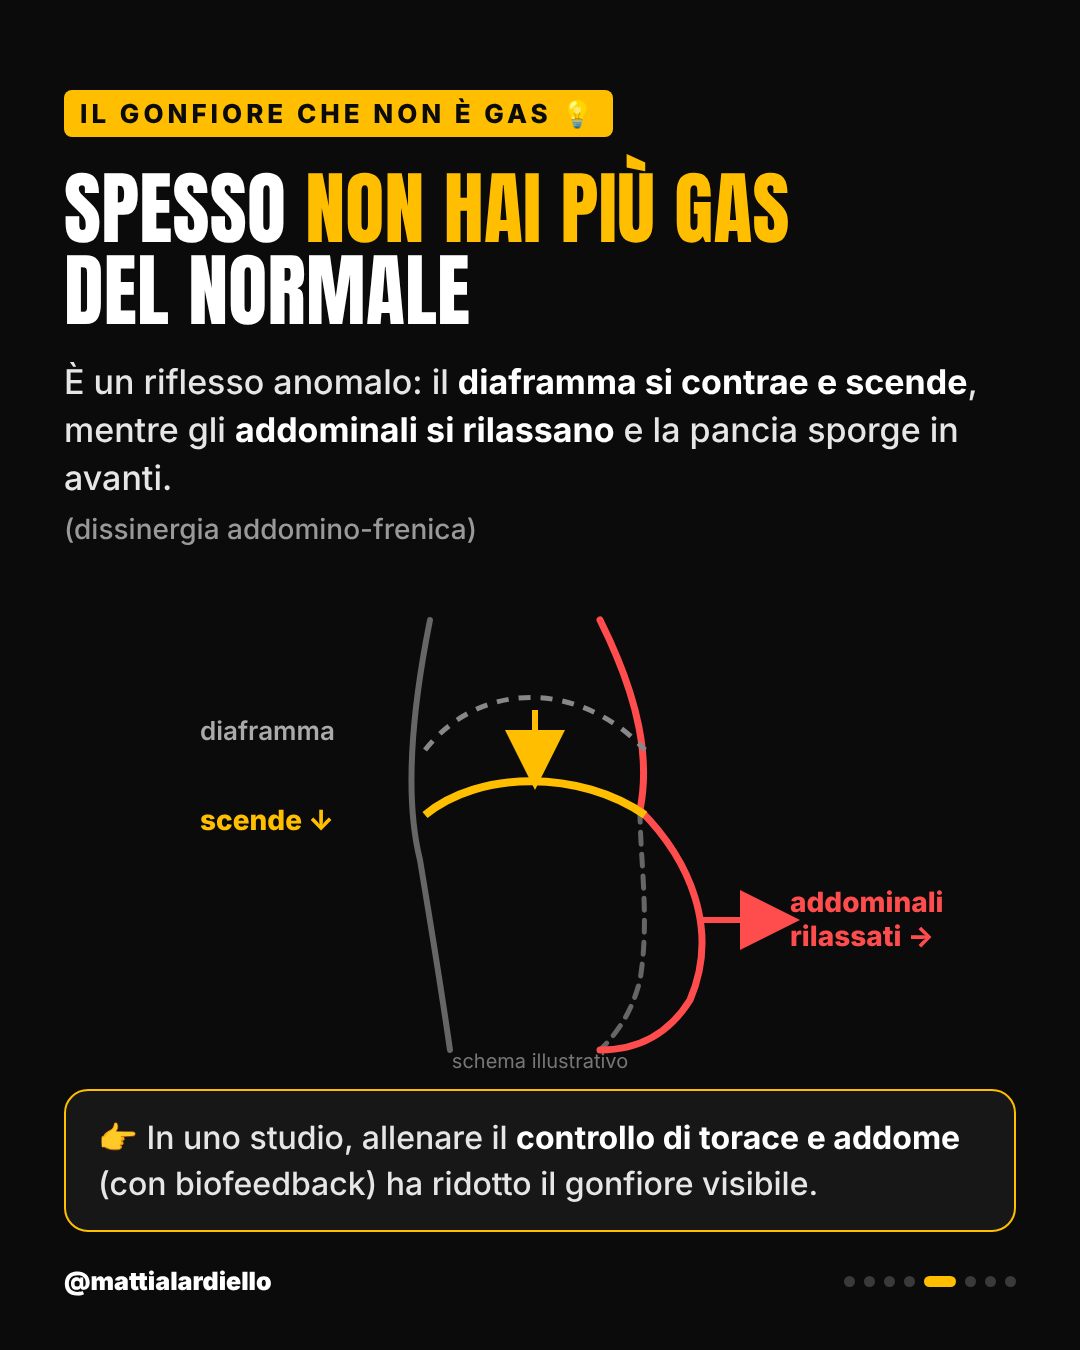 IL GONFIORE CHE NON È GAS 💡
SPESSO NON HAI PIÙ GAS
DEL NORMALE
È un riflesso anomalo: il diaframma si contrae e scende,
mentre gli addominali si rilassano e la pancia sporge in
avanti.
(dissinergia addomino-frenica)
diaframma
scende ↓
addominali
rilassati →
schema illustrativo
👉 In uno studio, allenare il controllo di torace e addome
(con biofeedback) ha ridotto il gonfiore visibile.
@mattialardiello